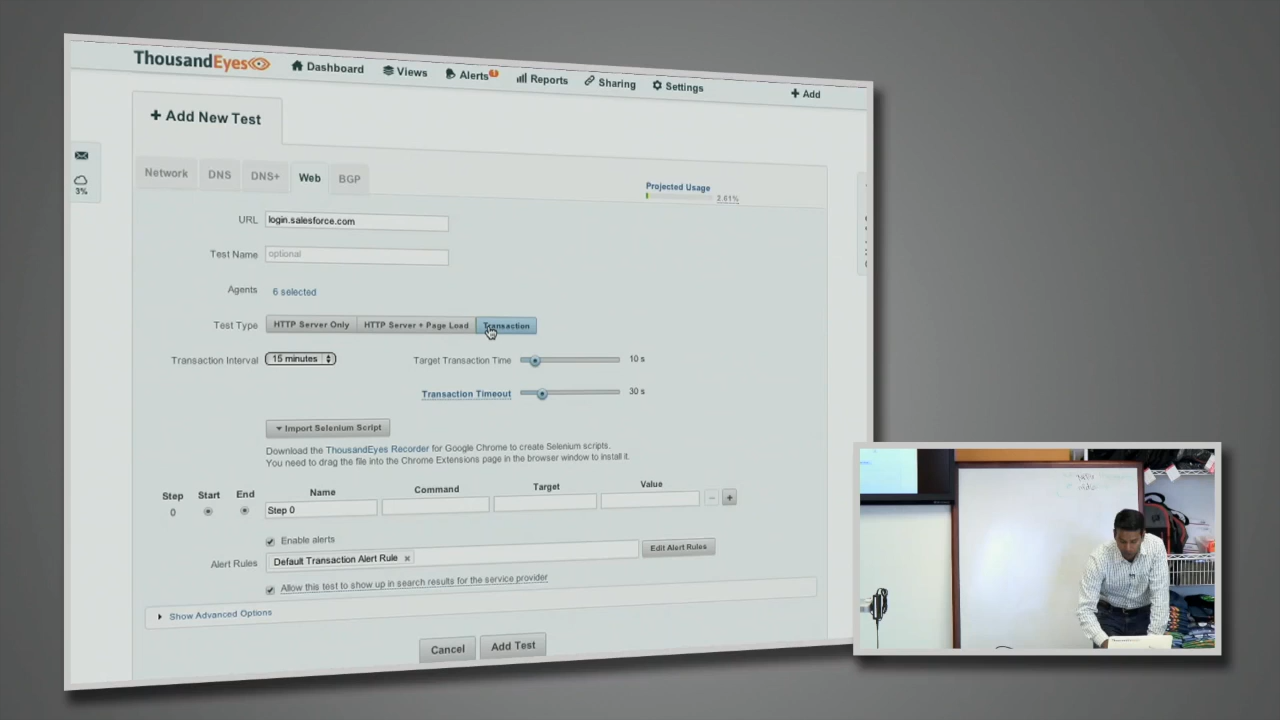 ThousandEyes Dashboard Views Alerts 1 Reports Sharing Settings + Add
+ Add New Test
3%
Network DNS DNS+ Web BGP
Projected Usage
2.61%
URL login.salesforce.com
Test Name optional
Agents 6 selected
Test Type HTTP Server Only HTTP Server + Page Load Transaction
Transaction Interval 15 minutes Target Transaction Time 10 s
Transaction Timeout 30 s
Import Selenium Script
Download the ThousandEyes Recorder for Google Chrome to create Selenium scripts.
You need to drag the file into the Chrome Extensions page in the browser window to install it.
Step Start End Name Command Target Value
0 Step 0 − +
Enable alerts
Alert Rules Default Transaction Alert Rule × Edit Alert Rules
Allow this test to show up in search results for the service provider
Show Advanced Options
Cancel Add Test